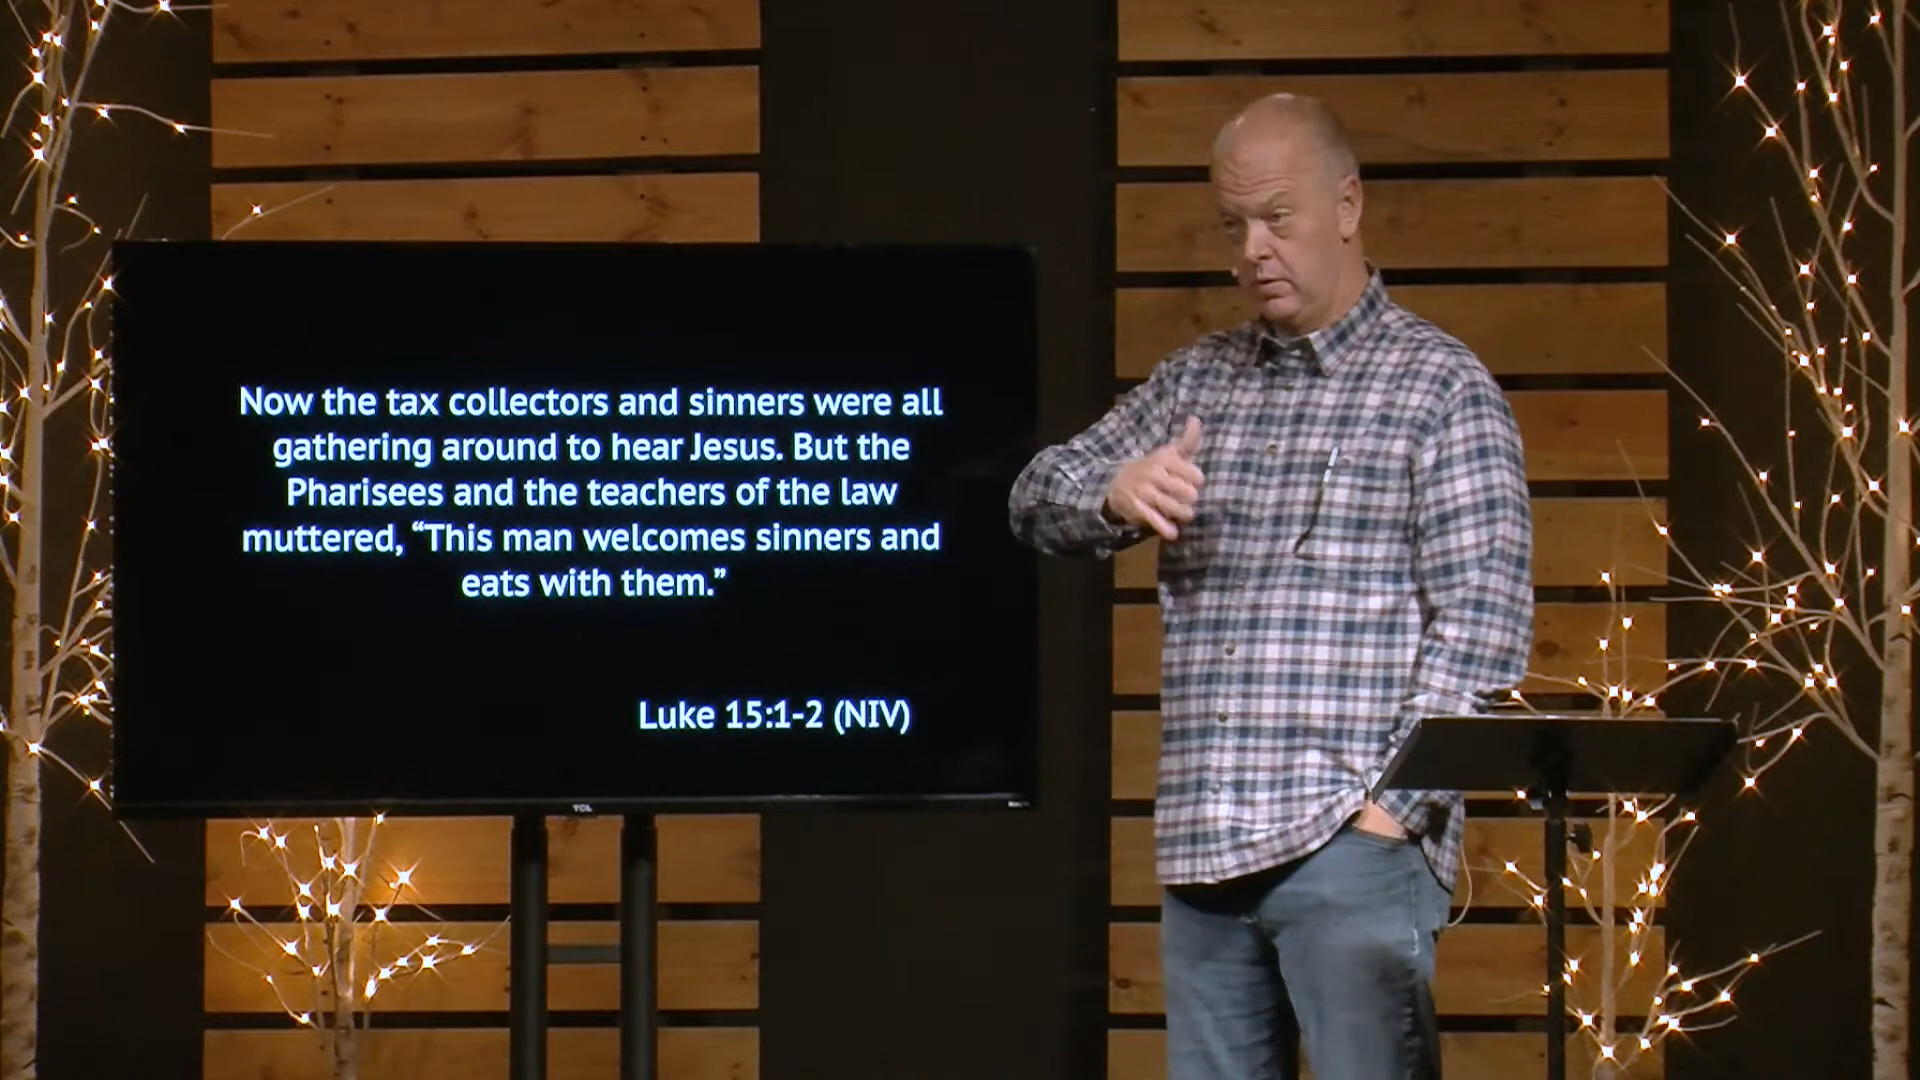 Now the tax collectors and sinners were all
gathering around to hear Jesus. But the
Pharisees and the teachers of the law
muttered, “This man welcomes sinners and
eats with them.”
Luke 15:1-2 (NIV)
TCL